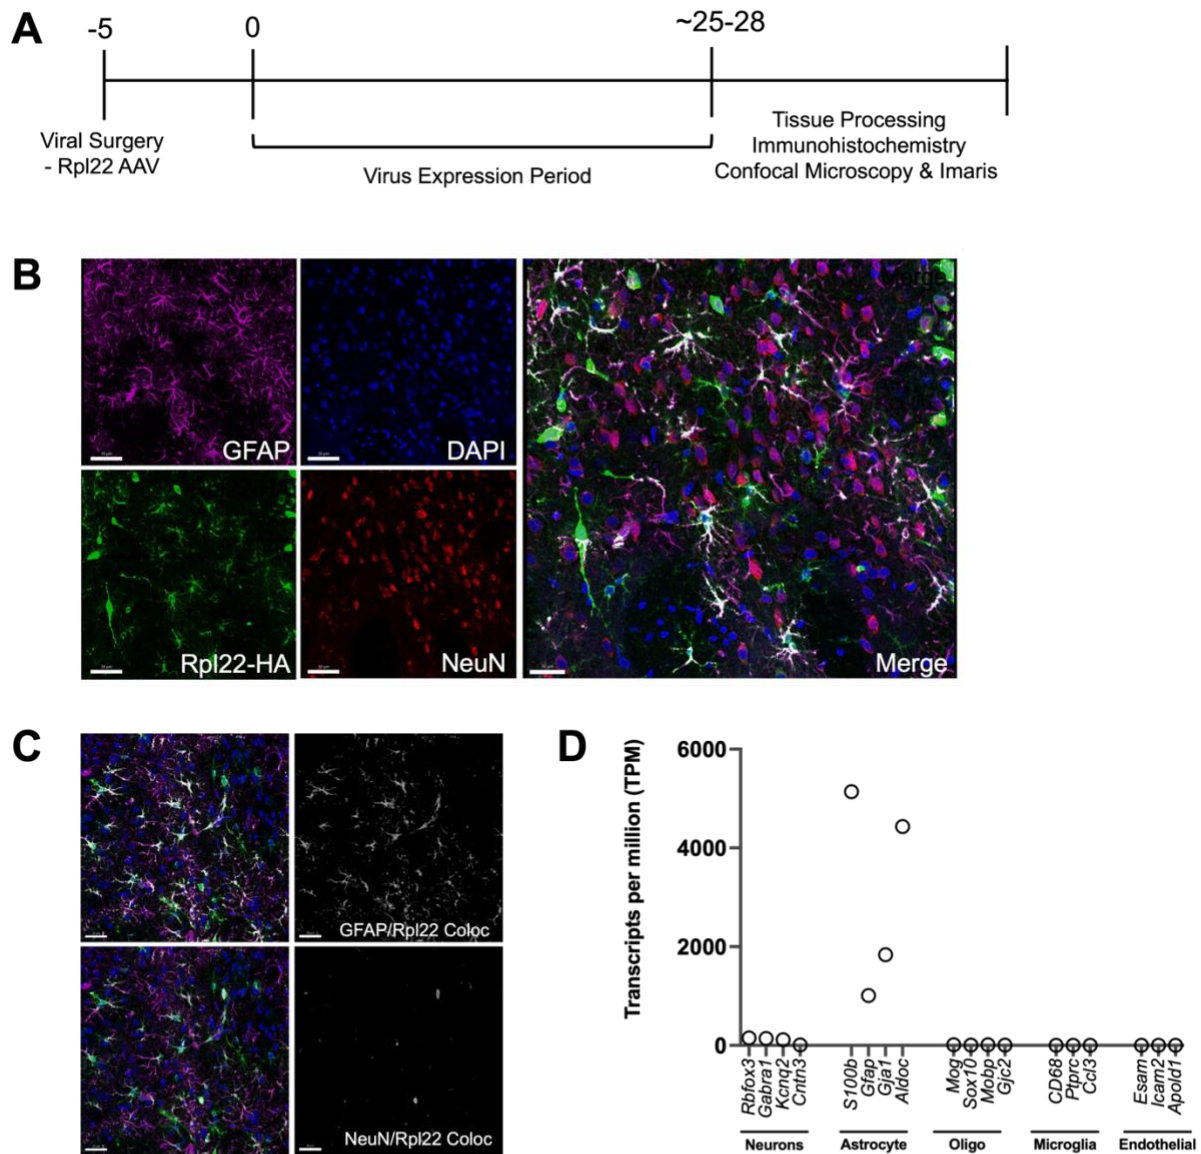 A
-5
0
~25-28
Viral Surgery
- Rpl22 AAV
Virus Expression Period
Tissue Processing
Immunohistochemistry
Confocal Microscopy & Imaris
B
GFAP
DAPI
Rpl22-HA
NeuN
Merge
Merge
C
GFAP/Rpl22 Coloc
NeuN/Rpl22 Coloc
D
Transcripts per million (TPM)
6000
4000
2000
0
Rbfox3
Gabra1
Kcnq2
Cntn3
S100b
Gfap
Gja1
Aldoc
Mog
Sox10
Mobp
Gjc2
CD68
Ptprc
Ccl3
Esam
Icam2
Apold1
Neurons
Astrocyte
Oligo
Microglia
Endothelial